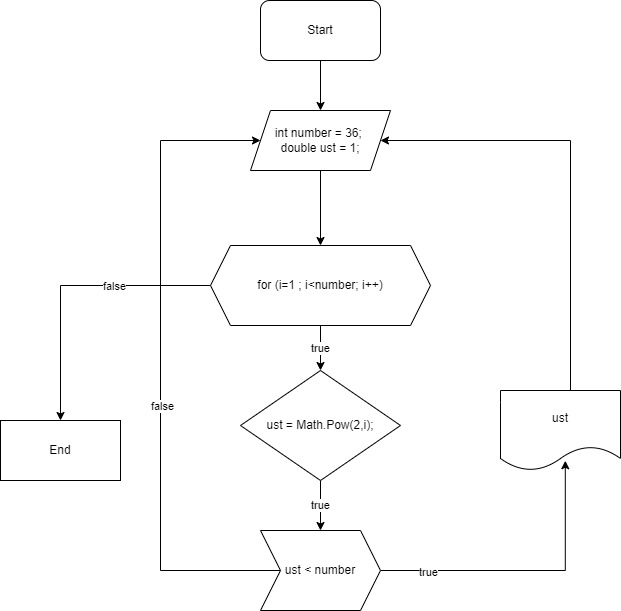 Start
int number = 36;
double ust = 1;
for (i=1 ; i<number; i++)
false
true
ust = Math.Pow(2,i);
false
ust
End
true
ust < number
true